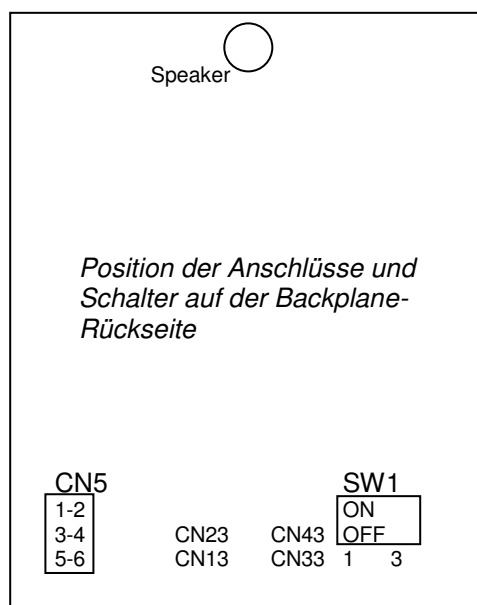 Speaker
Position der Anschlüsse und
Schalter auf der Backplane-
Rückseite
CN5 SW1
1-2 ON
3-4 CN23 CN43 OFF
5-6 CN13 CN33 1 3